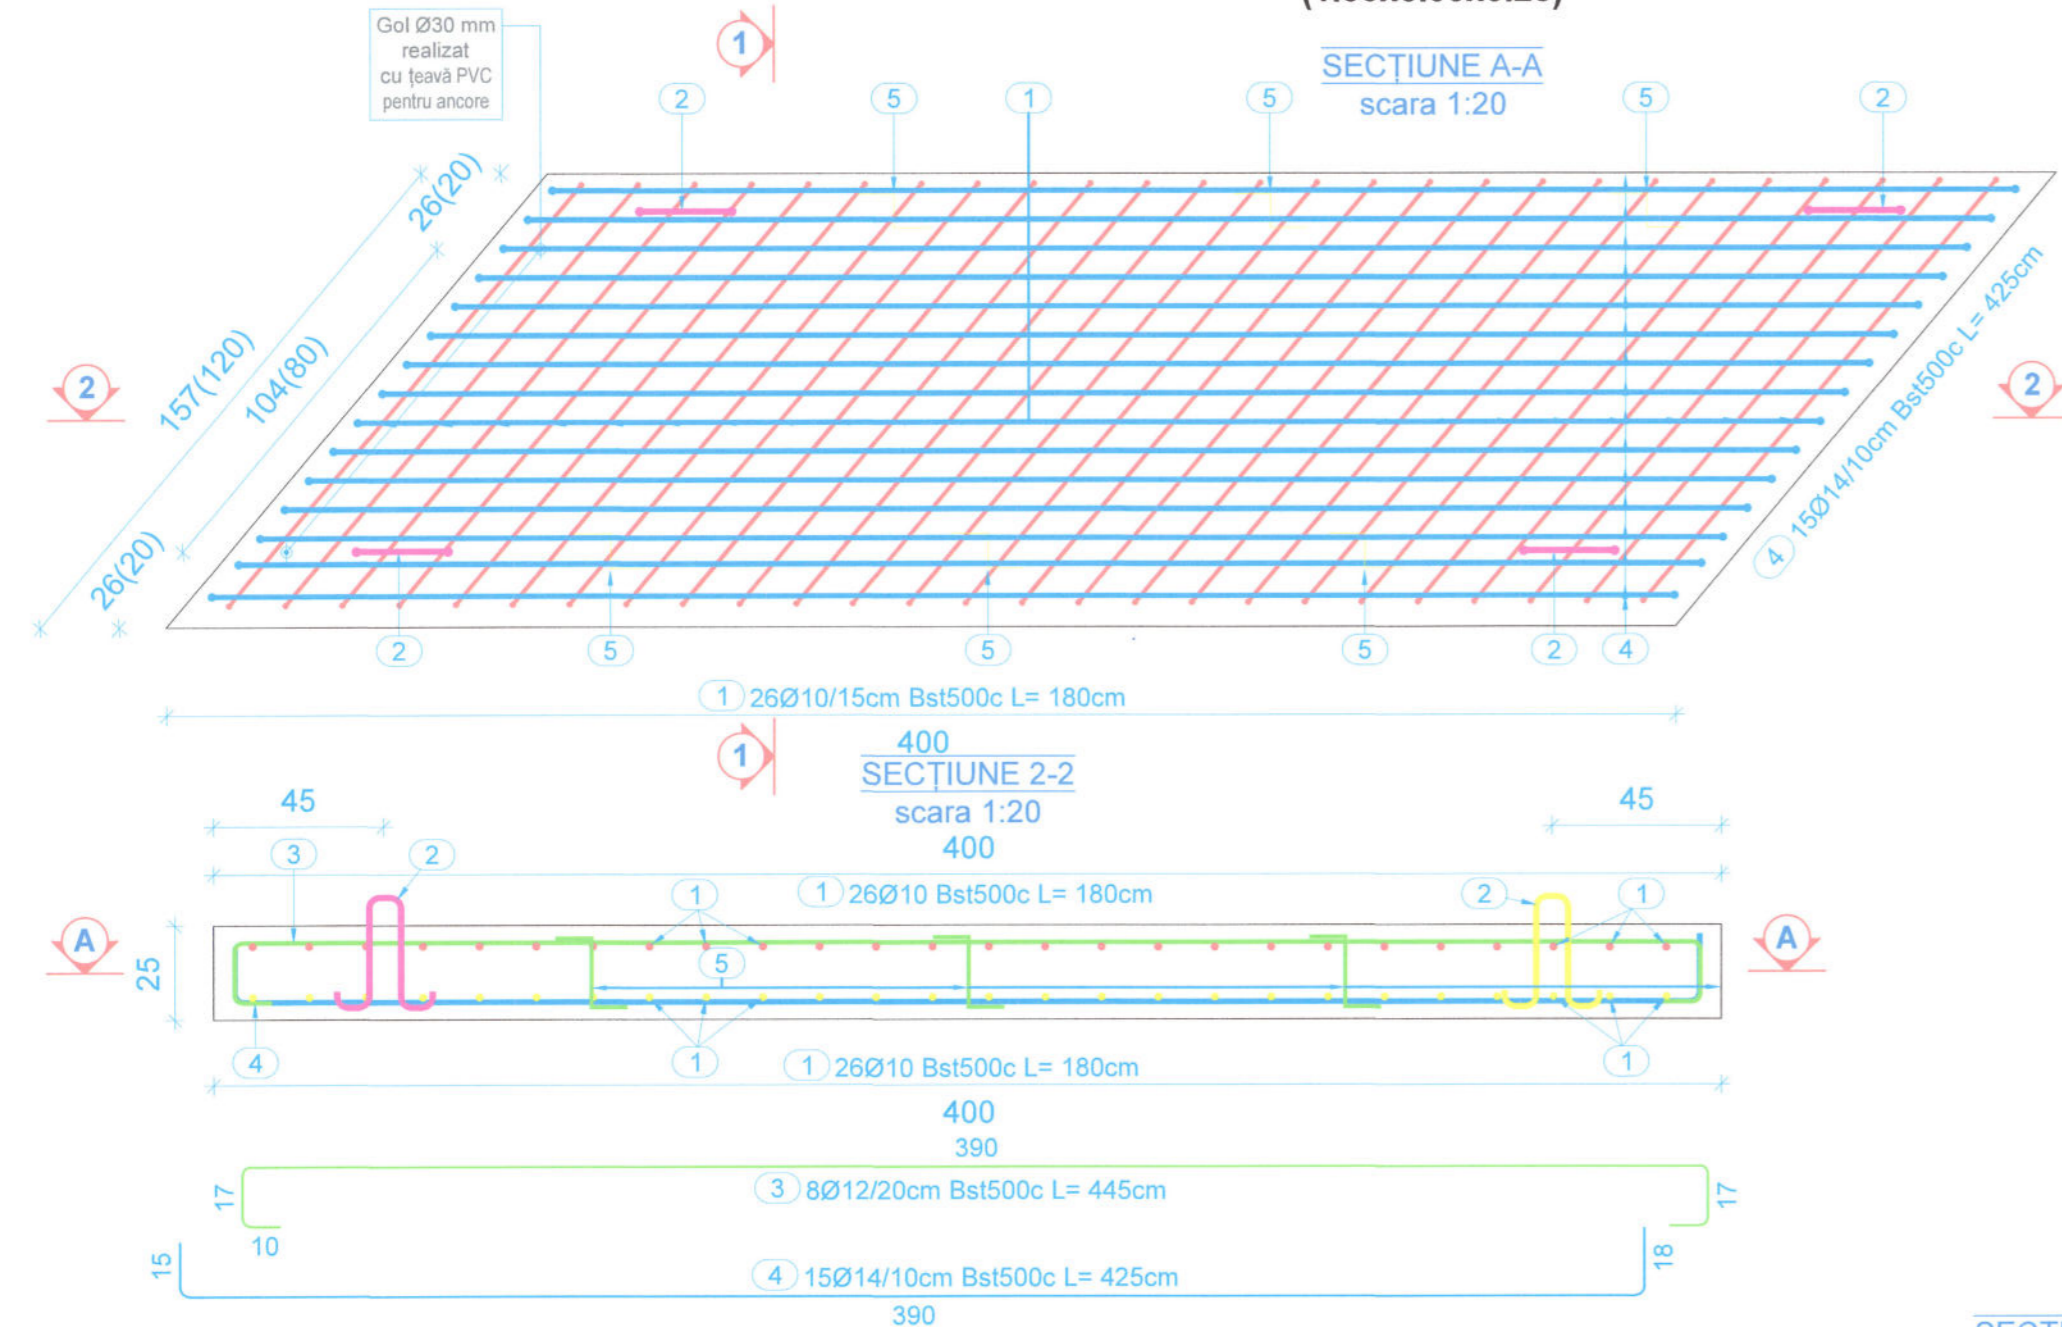 SECȚIUNE A-A
scara 1:20
Gol Ø30 mm
realizat
cu țeavă PVC
pentru ancore
1
2
5
1
5
5
2
26(20)
157(120)
104(80)
26(20)
2
2
4 15Ø14/10cm Bst500c L= 425cm
2
5
5
5
2
4
1 26Ø10/15cm Bst500c L= 180cm
400
1
SECȚIUNE 2-2
scara 1:20
45
45
400
3
2
1
1 26Ø10 Bst500c L= 180cm
2
1
A
A
25
5
4
1
1 26Ø10 Bst500c L= 180cm
1
400
390
17
3 8Ø12/20cm Bst500c L= 445cm
17
10
15
4 15Ø14/10cm Bst500c L= 425cm
18
390